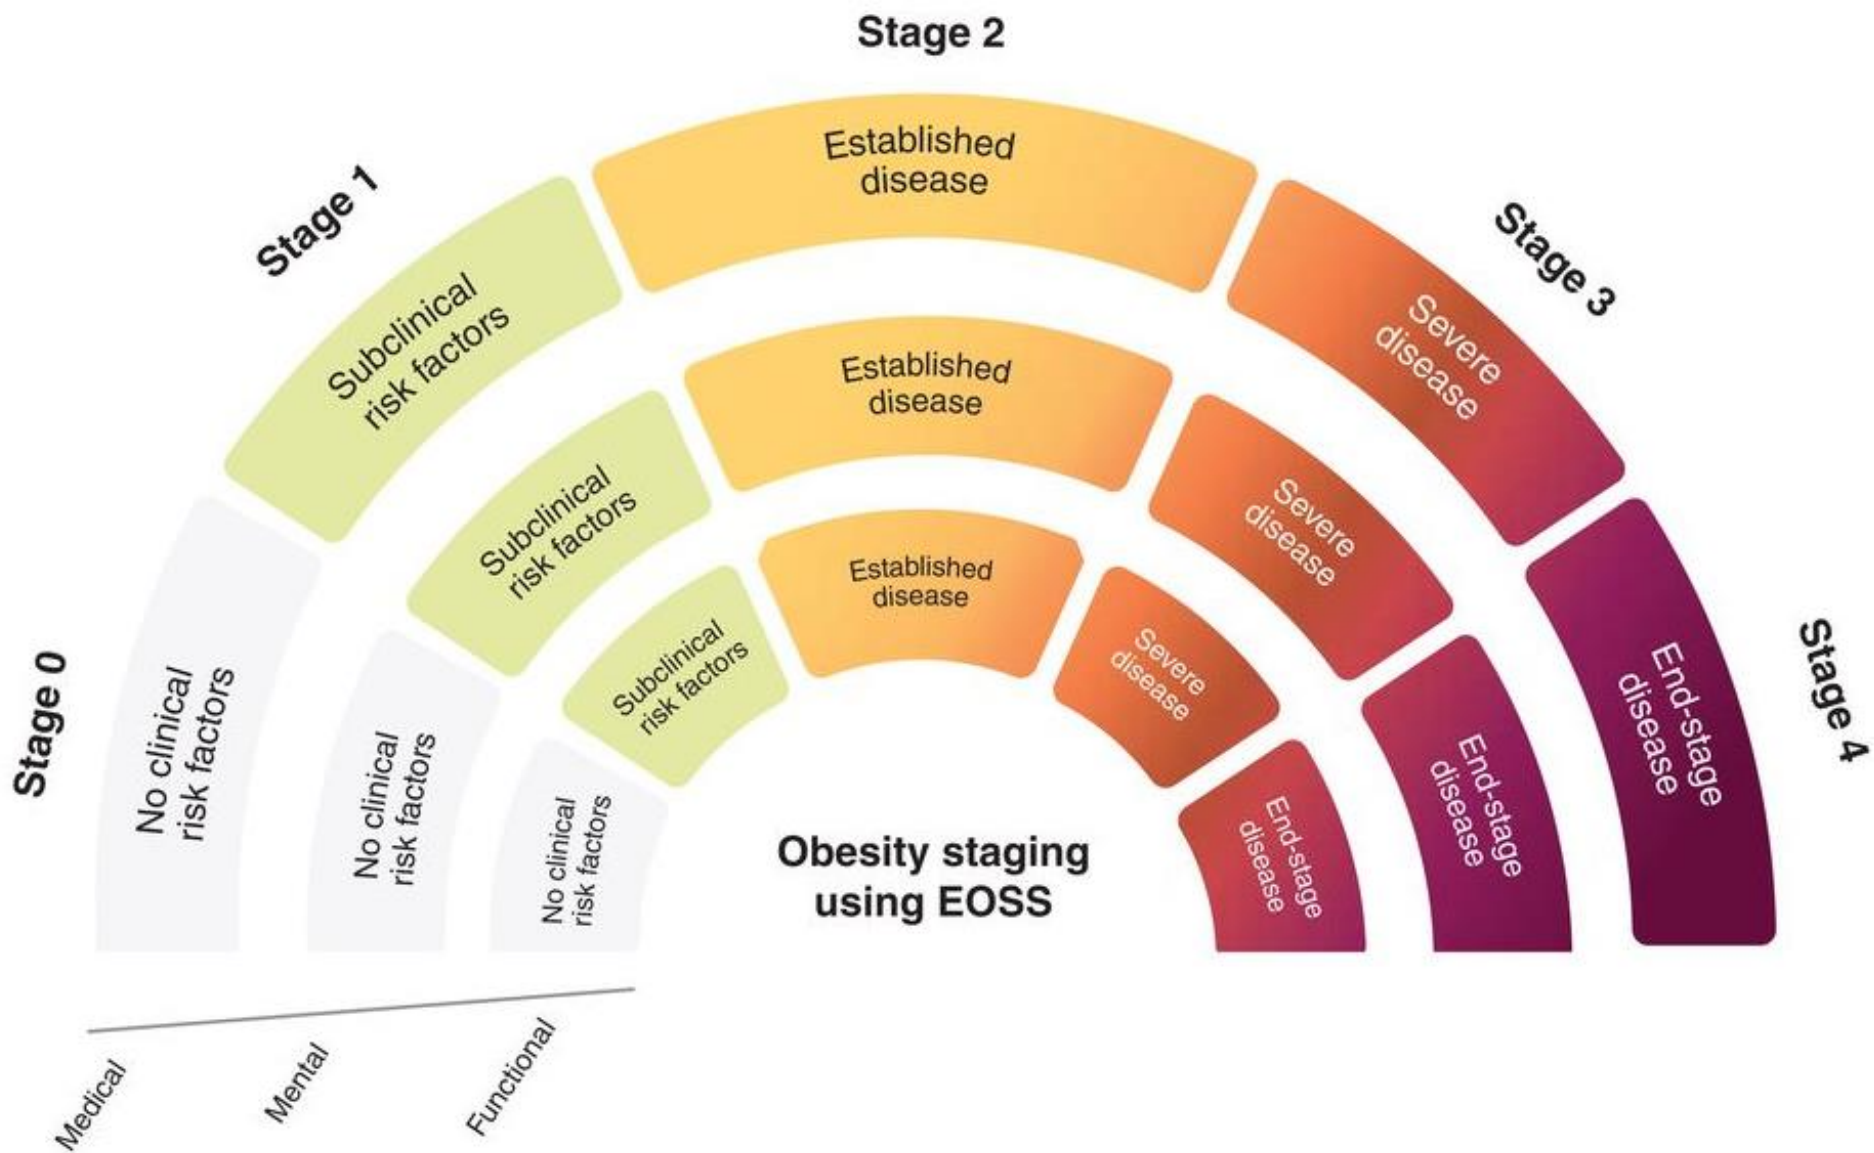 Stage 2
Stage 1
Stage 3
Stage 0
Stage 4
No clinical
risk factors
Subclinical
risk factors
Established
disease
Severe
disease
End-stage
disease
No clinical
risk factors
Subclinical
risk factors
Established
disease
Severe
disease
End-stage
disease
No clinical
risk factors
Subclinical
risk factors
Established
disease
Severe
disease
End-stage
disease
Obesity staging
using EOSS
Medical
Mental
Functional